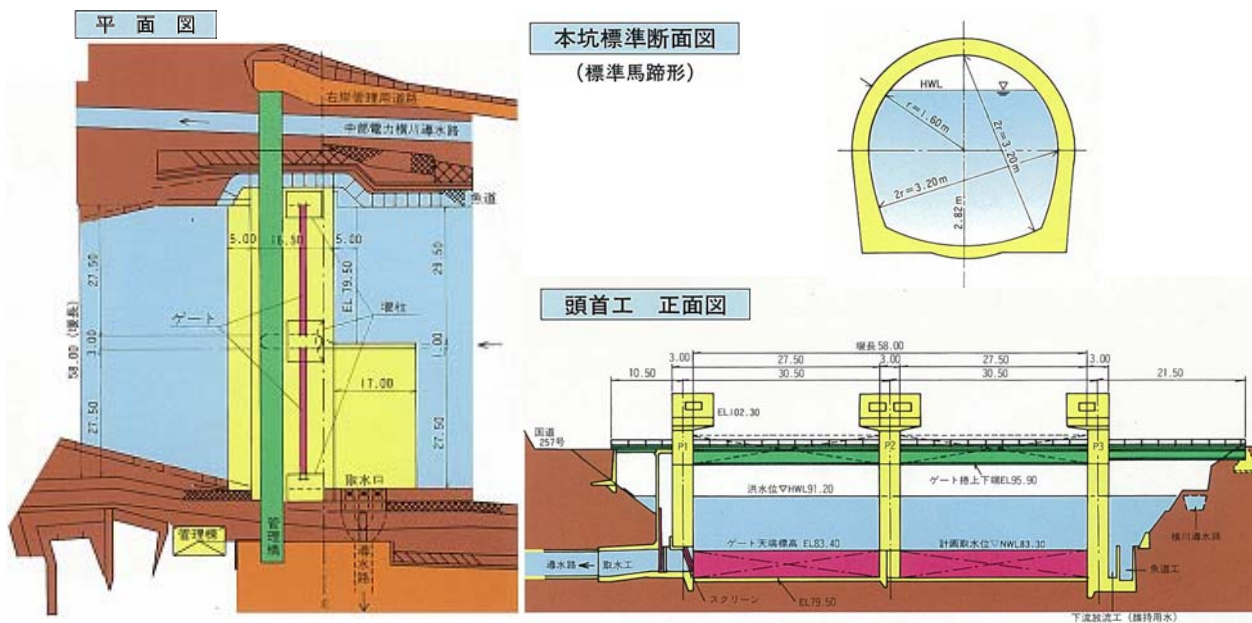 平 面 図
右岸管理用道路
中部電力横川導水路
魚道
5.00
16.50
5.00
27.50
EL 79.50
29.50
ゲート
堰柱
58.00 (堰長)
3.00
1.00
17.00
27.50
27.50
取水口
管理橋
管理棟
導水路
本坑標準断面図
(標準馬蹄形)
HWL
r=1.60m
2r=3.20m
2r=3.20m
2.82m
頭首工 正面図
堰長58.00
3.00
27.50
3.00
27.50
3.00
10.50
30.50
30.50
21.50
EL102.30
国道
257号
P1
P2
P3
ゲート捲上下端EL95.90
洪水位▽HWL91.20
横川導水路
ゲート天端標高 EL83.40
計画取水位▽NWL83.30
導水路
取水工
魚道工
スクリーン
EL79.50
下流放流工(維持用水)